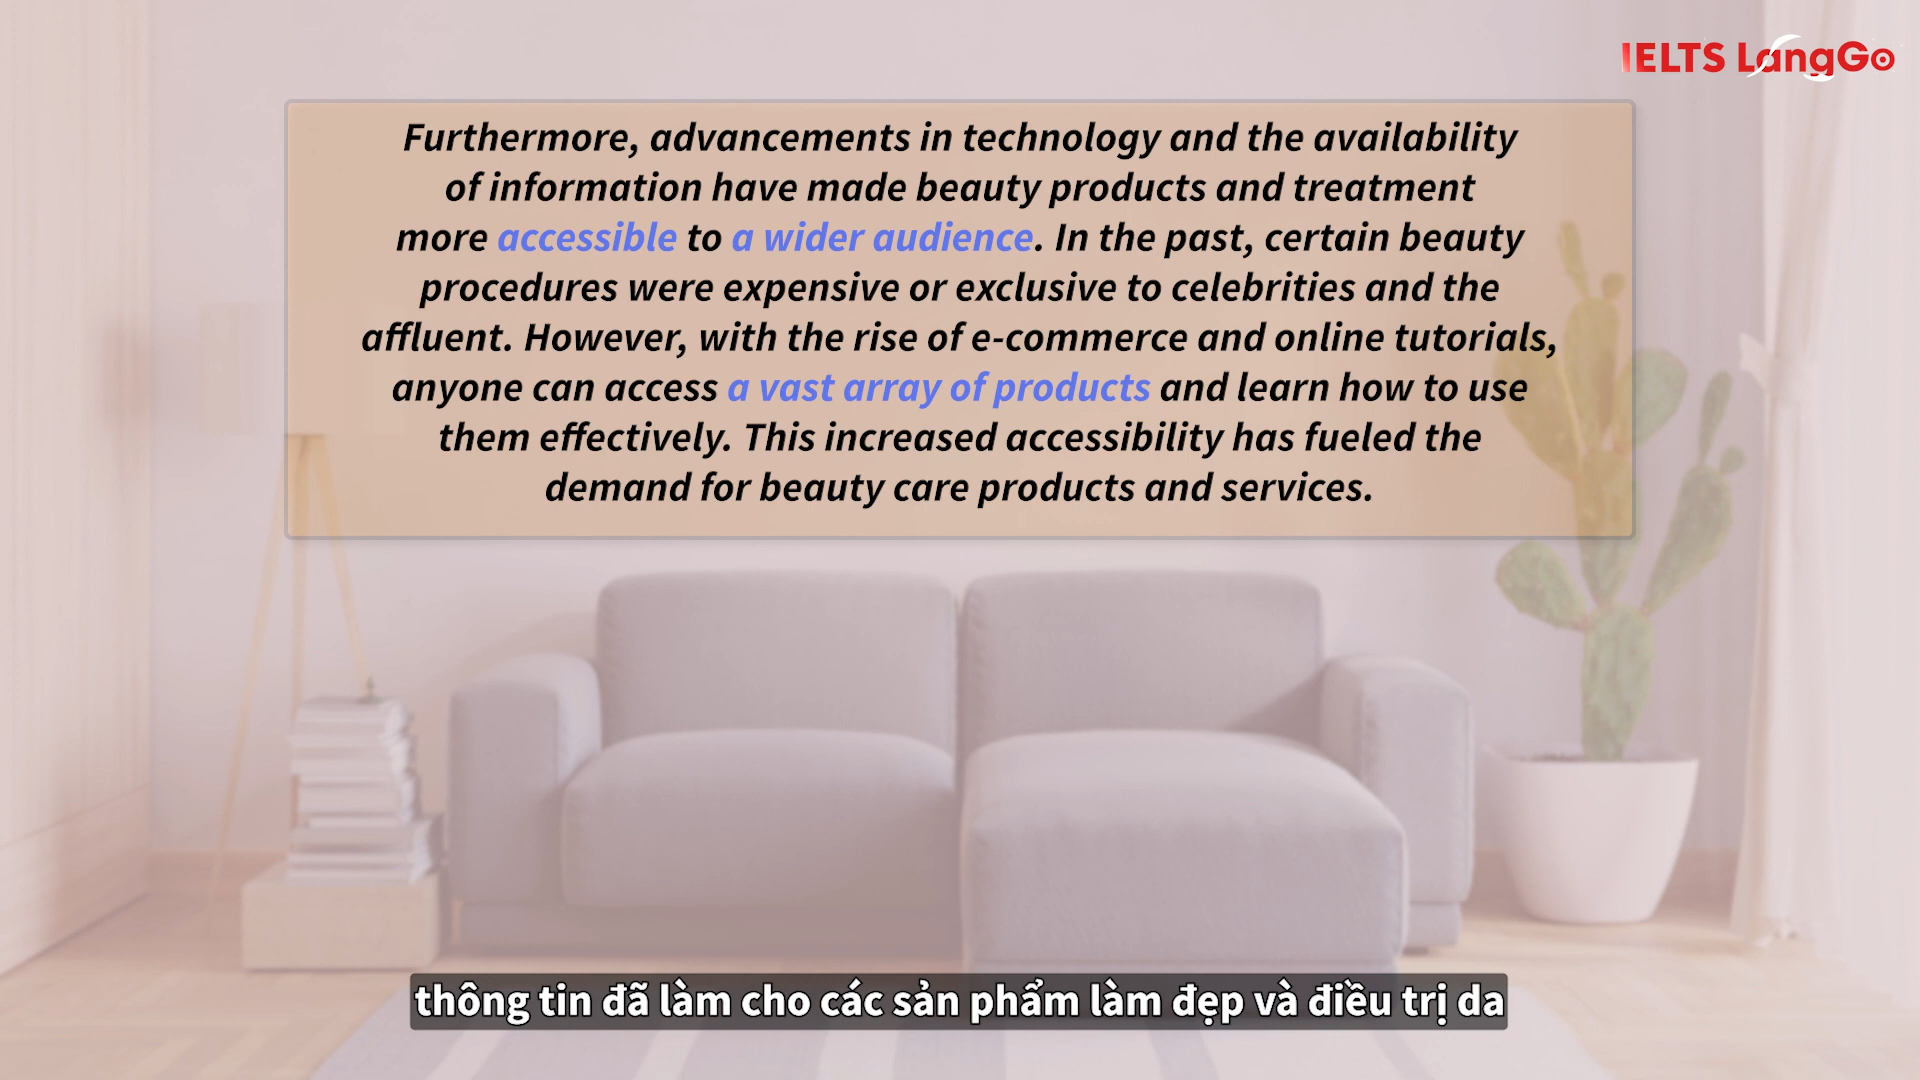 IELTS LangGo
Furthermore, advancements in technology and the availability
of information have made beauty products and treatment
more accessible to a wider audience. In the past, certain beauty
procedures were expensive or exclusive to celebrities and the
affluent. However, with the rise of e-commerce and online tutorials,
anyone can access a vast array of products and learn how to use
them effectively. This increased accessibility has fueled the
demand for beauty care products and services.
thông tin đã làm cho các sản phẩm làm đẹp và điều trị da